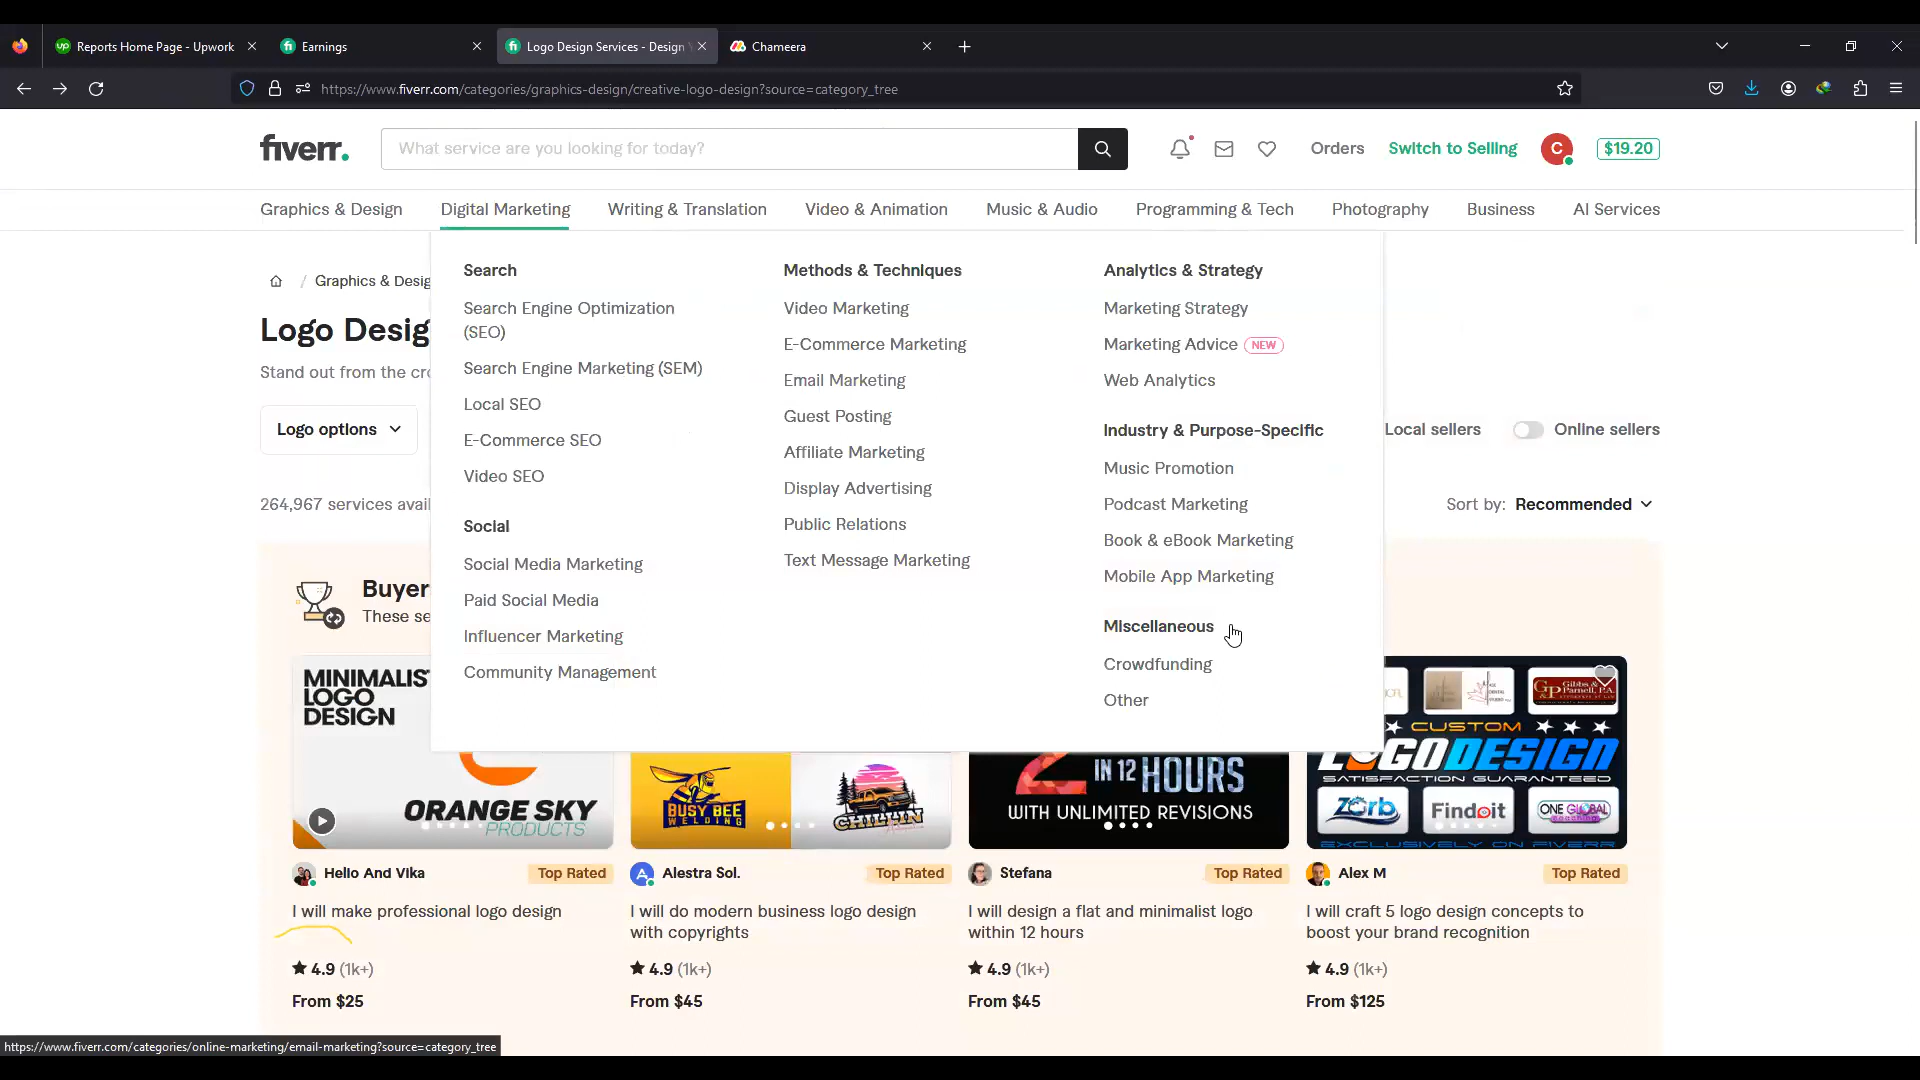 Reports Home Page - Upwork
Earnings
Logo Design Services - Design
Chameera
https://www.fiverr.com/categories/graphics-design/creative-logo-design?source=category_tree
fiverr.
What service are you looking for today?
Orders
Switch to Selling
C
$19.20
Graphics & Design
Digital Marketing
Writing & Translation
Video & Animation
Music & Audio
Programming & Tech
Photography
Business
AI Services
/ Graphics & Desig
Logo Desig
Stand out from the cr
Logo options
Local sellers
Online sellers
264,967 services avail
Sort by: Recommended
Search
Search Engine Optimization
(SEO)
Search Engine Marketing (SEM)
Local SEO
E-Commerce SEO
Video SEO
Social
Social Media Marketing
Paid Social Media
Influencer Marketing
Community Management
Methods & Techniques
Video Marketing
E-Commerce Marketing
Email Marketing
Guest Posting
Affiliate Marketing
Display Advertising
Public Relations
Text Message Marketing
Analytics & Strategy
Marketing Strategy
Marketing Advice NEW
Web Analytics
Industry & Purpose-Specific
Music Promotion
Podcast Marketing
Book & eBook Marketing
Mobile App Marketing
Miscellaneous
Crowdfunding
Other
Buyer
These se
MINIMALIS
LOGO
DESIGN
ORANGE SKY
PRODUCTS
BUSY BEE
WELDING
CHILLIN
IN 12 HOURS
WITH UNLIMITED REVISIONS
Gibbs &
Parnell, P.A.
CUSTOM
LOGODESIGN
SATISFACTION GUARANTEED
Zorb
Findit
ONE GLOBAL
EXCLUSIVELY ON FIVERR
Hello And Vika
Top Rated
I will make professional logo design
4.9 (1k+)
From $25
A
Alestra Sol.
Top Rated
I will do modern business logo design
with copyrights
4.9 (1k+)
From $45
Stefana
Top Rated
I will design a flat and minimalist logo
within 12 hours
4.9 (1k+)
From $45
Alex M
Top Rated
I will craft 5 logo design concepts to
boost your brand recognition
4.9 (1k+)
From $125
https://www.fiverr.com/categories/online-marketing/email-marketing?source=category_tree